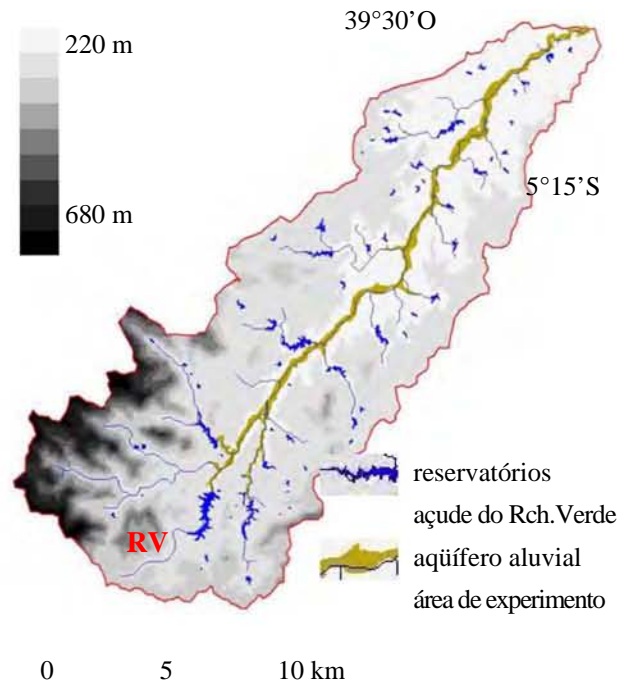 39°30’O
220 m
5°15’S
680 m
reservatórios
RV
açude do Rch.Verde
aqüífero aluvial
área de experimento
0 5 10 km